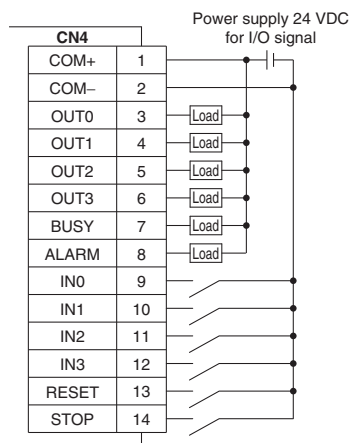 Power supply 24 VDC
for I/O signal
CN4
COM+ 1
COM− 2
OUT0 3 Load
OUT1 4 Load
OUT2 5 Load
OUT3 6 Load
BUSY 7 Load
ALARM 8 Load
IN0 9
IN1 10
IN2 11
IN3 12
RESET 13
STOP 14